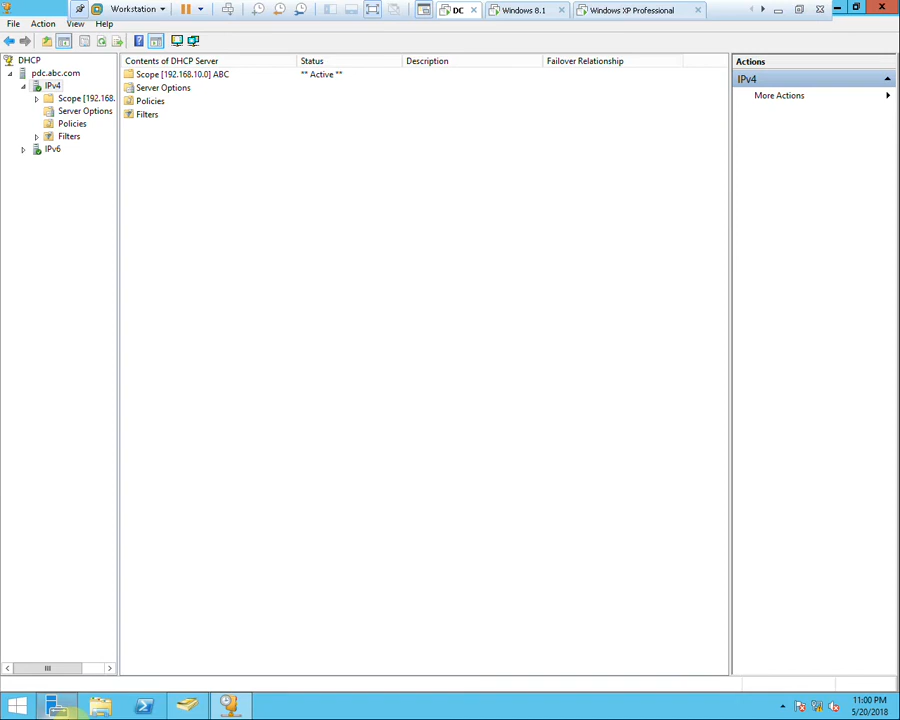 Workstation
DC
Windows 8.1
Windows XP Professional
File Action View Help
DHCP
pdc.abc.com
IPv4
Scope [192.168.
Server Options
Policies
Filters
IPv6
Contents of DHCP Server Status Description Failover Relationship
Scope [192.168.10.0] ABC ** Active **
Server Options
Policies
Filters
Actions
IPv4
More Actions
11:00 PM
5/20/2018